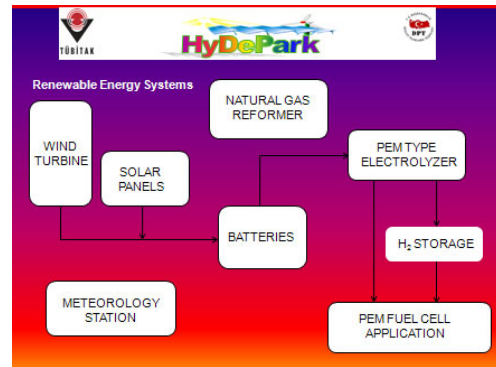 TÜBİTAK
HyDePark
DPT
Renewable Energy Systems
NATURAL GAS
REFORMER
WIND
TURBINE
SOLAR
PANELS
PEM TYPE
ELECTROLYZER
BATTERIES
H₂ STORAGE
METEOROLOGY
STATION
PEM FUEL CELL
APPLICATION